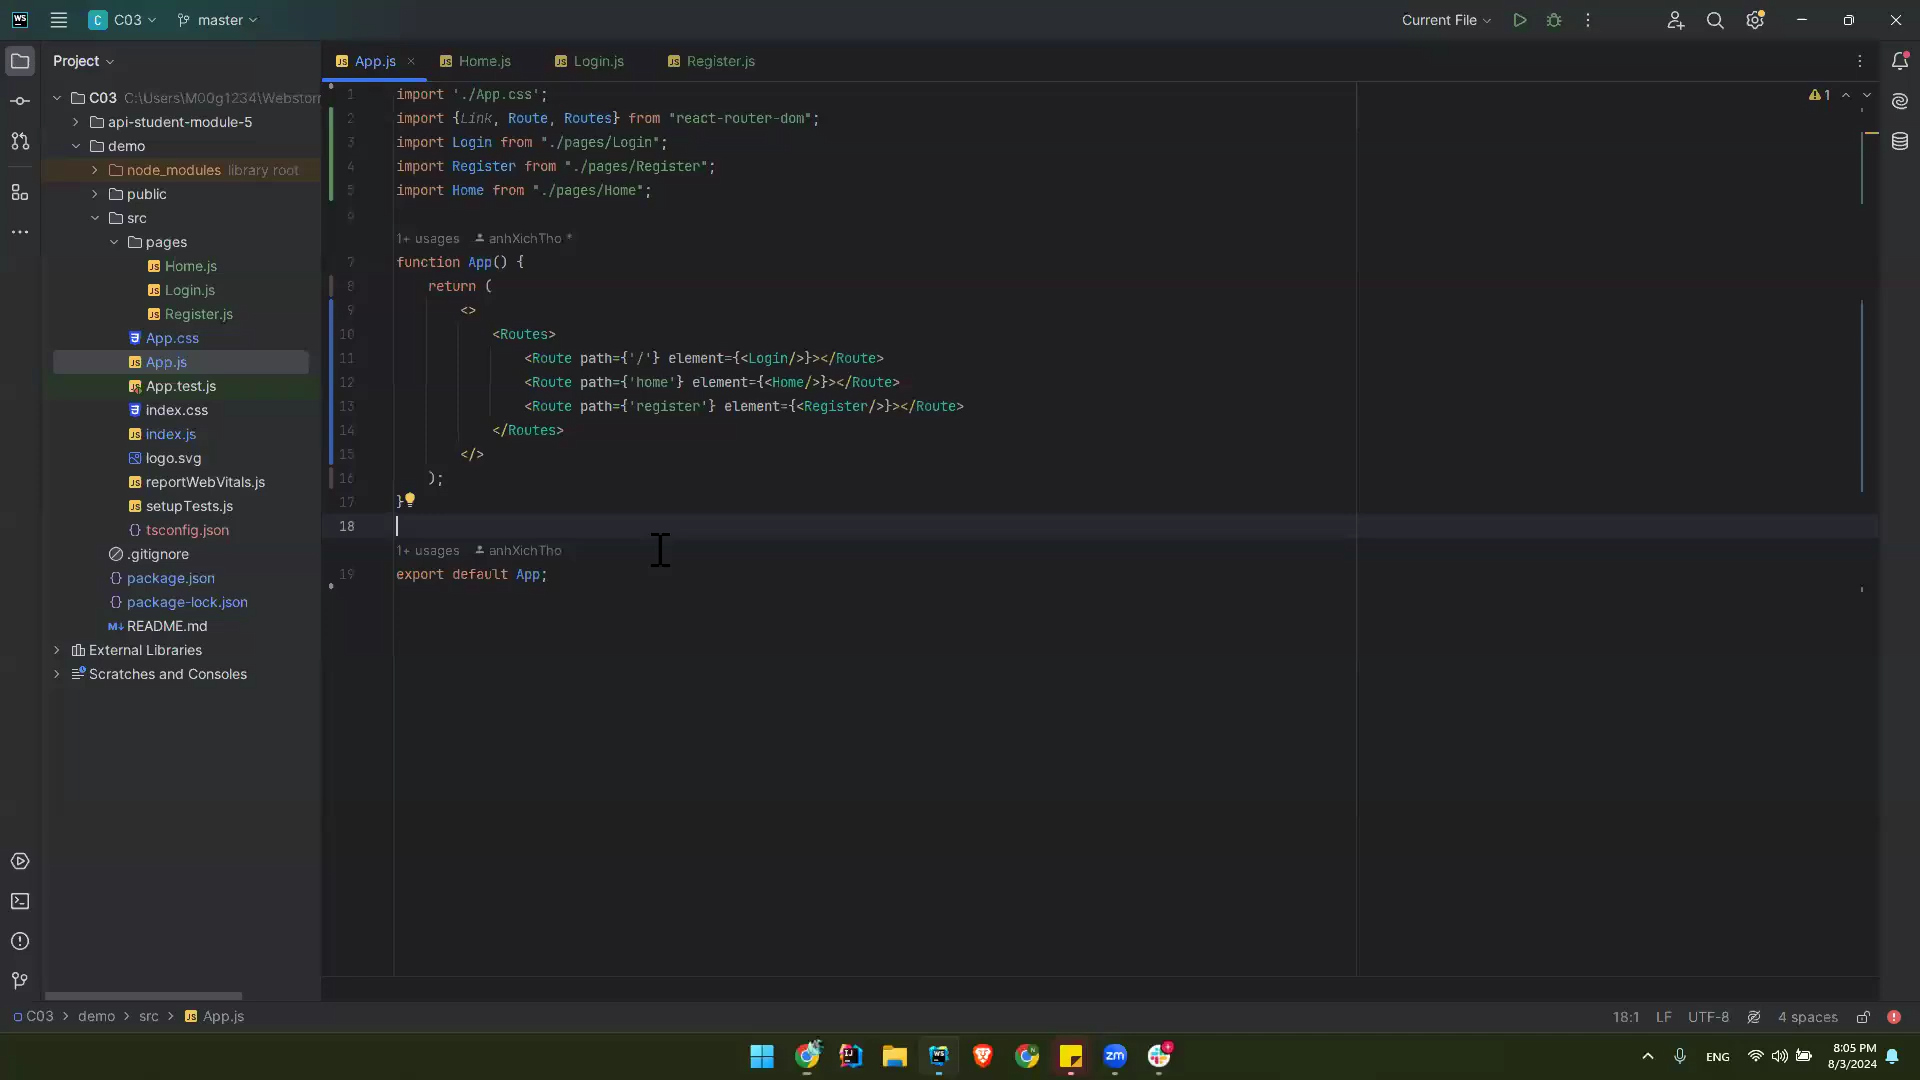 C C03 master Current File
Project
App.js Home.js Login.js Register.js
C03 C:\Users\M00g1234\Webstorm
api-student-module-5
demo
node_modules library root
public
src
pages
Home.js
Login.js
Register.js
App.css
App.js
App.test.js
index.css
index.js
logo.svg
reportWebVitals.js
setupTests.js
tsconfig.json
.gitignore
package.json
package-lock.json
README.md
External Libraries
Scratches and Consoles
1 import './App.css';
2 import {Link, Route, Routes} from "react-router-dom";
3 import Login from "./pages/Login";
4 import Register from "./pages/Register";
5 import Home from "./pages/Home";
6
1+ usages anhXichTho *
7 function App() {
8 return (
9 <>
10 <Routes>
11 <Route path={'/'} element={<Login/>}></Route>
12 <Route path={'home'} element={<Home/>}></Route>
13 <Route path={'register'} element={<Register/>}></Route>
14 </Routes>
15 </>
16 );
17 }
18
1+ usages anhXichTho
19 export default App;
1
C03 > demo > src > App.js
18:1 LF UTF-8 4 spaces
ENG
8:05 PM
8/3/2024